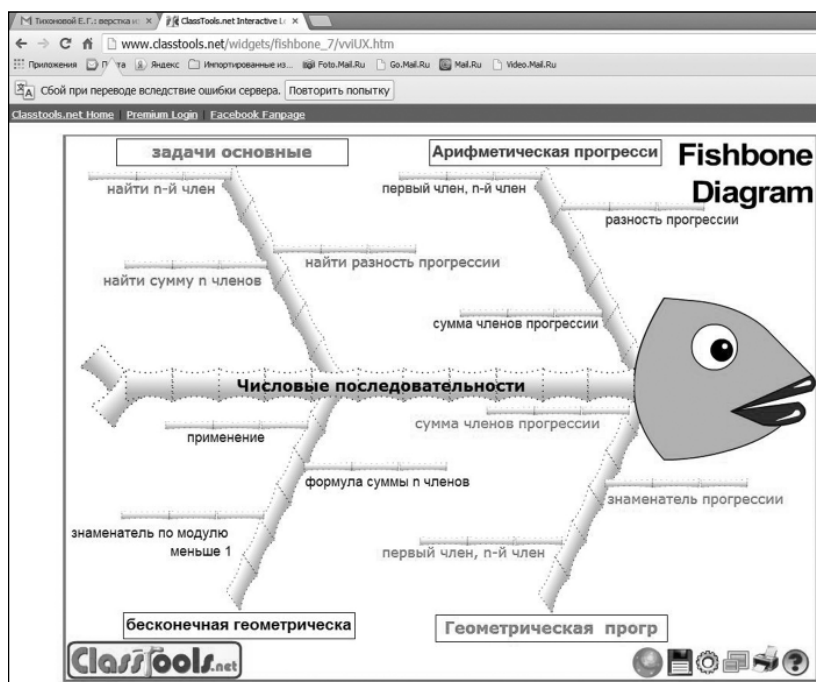 Тихоновой Е.Г.: верстка из
ClassTools.net Interactive Le
www.classtools.net/widgets/fishbone_7/vviUX.htm
Приложения
Яндекс
Импортированные из...
Foto.Mail.Ru
Go.Mail.Ru
Mail.Ru
Video.Mail.Ru
Сбой при переводе вследствие ошибки сервера.
Повторить попытку
Classtools.net Home | Premium Login | Facebook Fanpage
задачи основные
Арифметическая прогресси
Fishbone
Diagram
найти n-й член
первый член, n-й член
разность прогрессии
найти разность прогрессии
найти сумму n членов
сумма членов прогрессии
Числовые последовательности
сумма членов прогрессии
применение
формула суммы n членов
знаменатель прогрессии
знаменатель по модулю
меньше 1
первый член, n-й член
бесконечная геометрическа
Геометрическая прогр
ClassTools.net